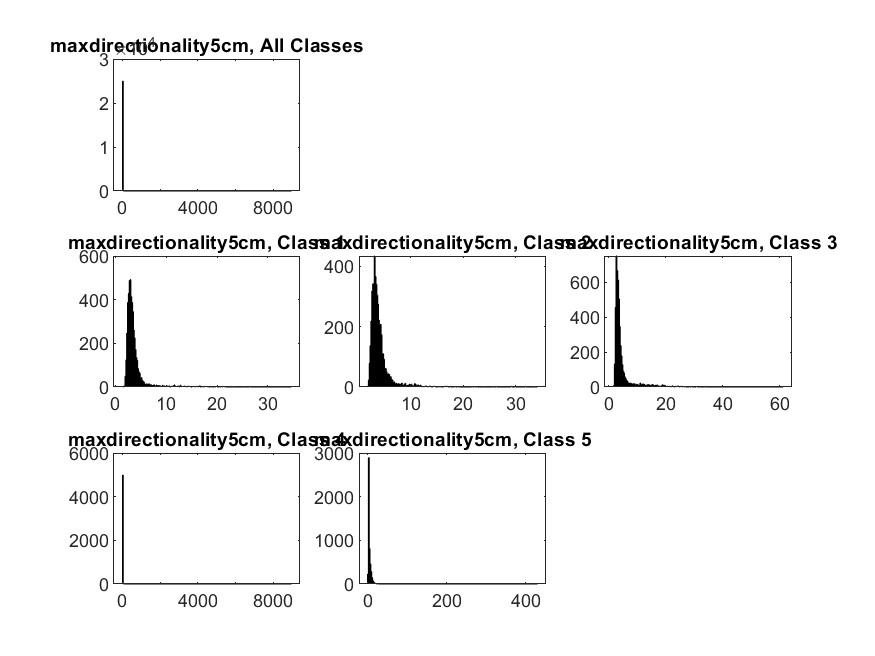 maxdirectionality5cm, All Classes
×10⁴
3
2
1
0
0 4000 8000
maxdirectionality5cm, Class 1
maxdirectionality5cm, Class 2
maxdirectionality5cm, Class 3
600
400
200
0
0 10 20 30
400
200
0
10 20 30
600
400
200
0
0 20 40 60
maxdirectionality5cm, Class 4
maxdirectionality5cm, Class 5
6000
4000
2000
0
0 4000 8000
3000
2000
1000
0
0 200 400